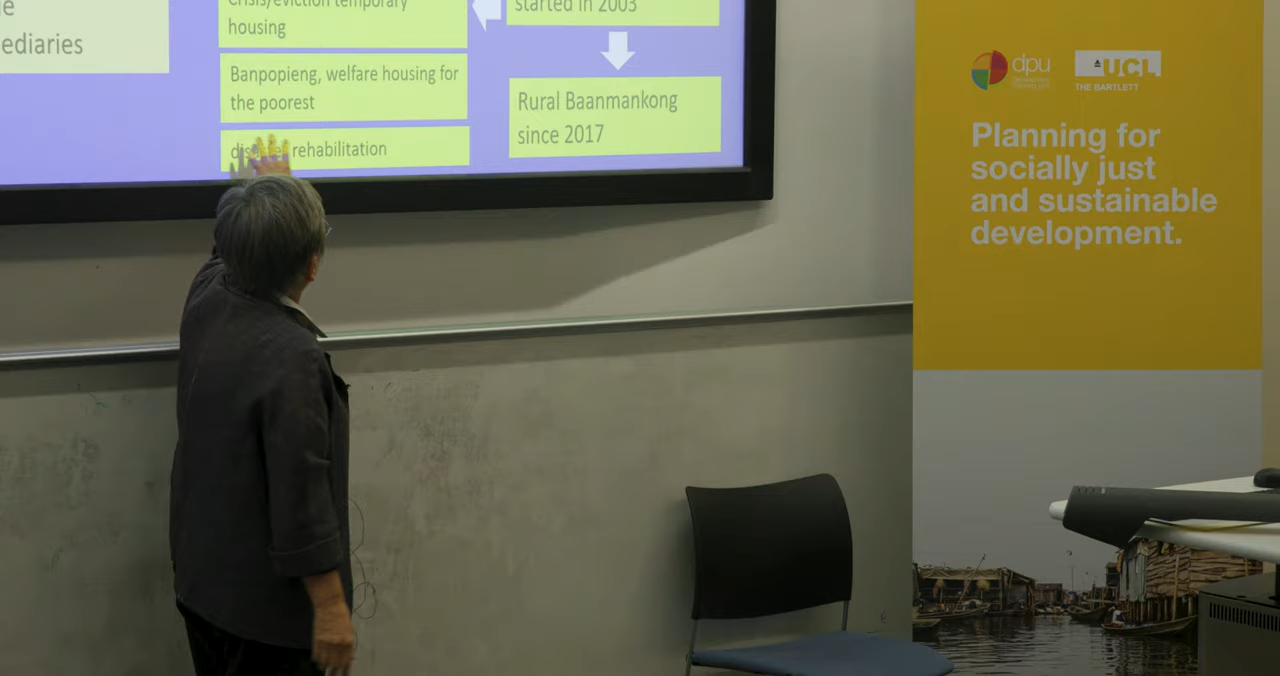 ediaries
Crisis/eviction temporary
housing
Banpopieng, welfare housing for
the poorest
rehabilitation
started in 2003
Rural Baanmankong
since 2017
dpu
UCL
THE BARTLETT
Planning for
socially just
and sustainable
development.